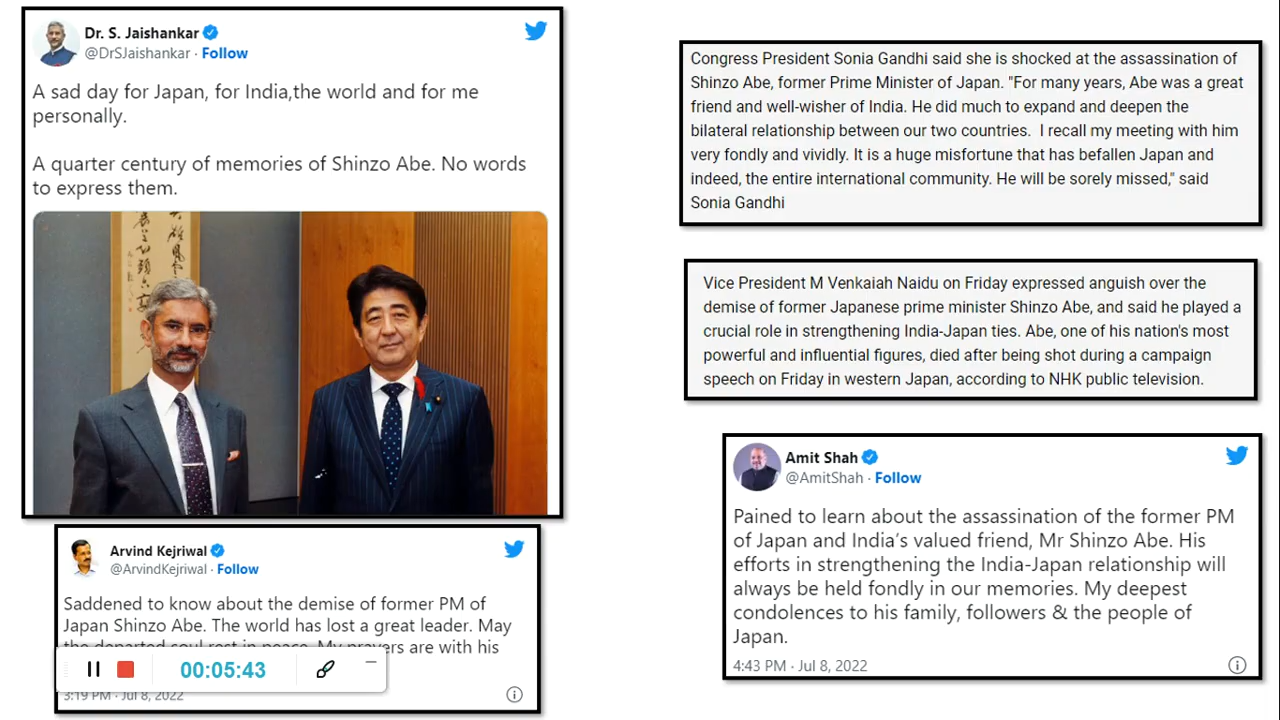 Dr. S. Jaishankar
@DrSJaishankar · Follow
A sad day for Japan, for India,the world and for me
personally.
A quarter century of memories of Shinzo Abe. No words
to express them.
Arvind Kejriwal
@ArvindKejriwal · Follow
Saddened to know about the demise of former PM of
Japan Shinzo Abe. The world has lost a great leader. May
the departed soul rest in peace. My prayers are with his
00:05:43
3:19 PM · Jul 8, 2022
Congress President Sonia Gandhi said she is shocked at the assassination of
Shinzo Abe, former Prime Minister of Japan. "For many years, Abe was a great
friend and well-wisher of India. He did much to expand and deepen the
bilateral relationship between our two countries.  I recall my meeting with him
very fondly and vividly. It is a huge misfortune that has befallen Japan and
indeed, the entire international community. He will be sorely missed," said
Sonia Gandhi
Vice President M Venkaiah Naidu on Friday expressed anguish over the
demise of former Japanese prime minister Shinzo Abe, and said he played a
crucial role in strengthening India-Japan ties. Abe, one of his nation's most
powerful and influential figures, died after being shot during a campaign
speech on Friday in western Japan, according to NHK public television.
Amit Shah
@AmitShah · Follow
Pained to learn about the assassination of the former PM
of Japan and India's valued friend, Mr Shinzo Abe. His
efforts in strengthening the India-Japan relationship will
always be held fondly in our memories. My deepest
condolences to his family, followers & the people of
Japan.
4:43 PM · Jul 8, 2022